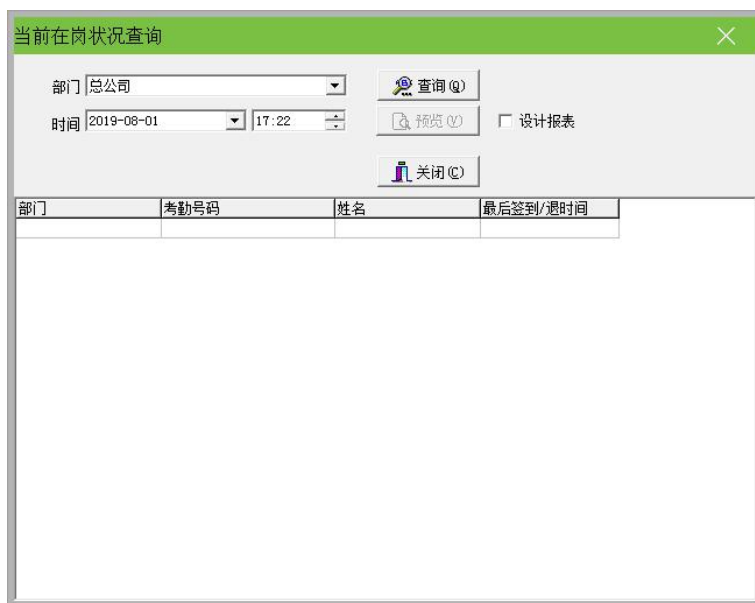 当前在岗状况查询
部门 总公司 查询(Q)
时间 2019-08-01 17:22 预览(V) 设计报表
关闭(C)
部门 考勤号码 姓名 最后签到/退时间